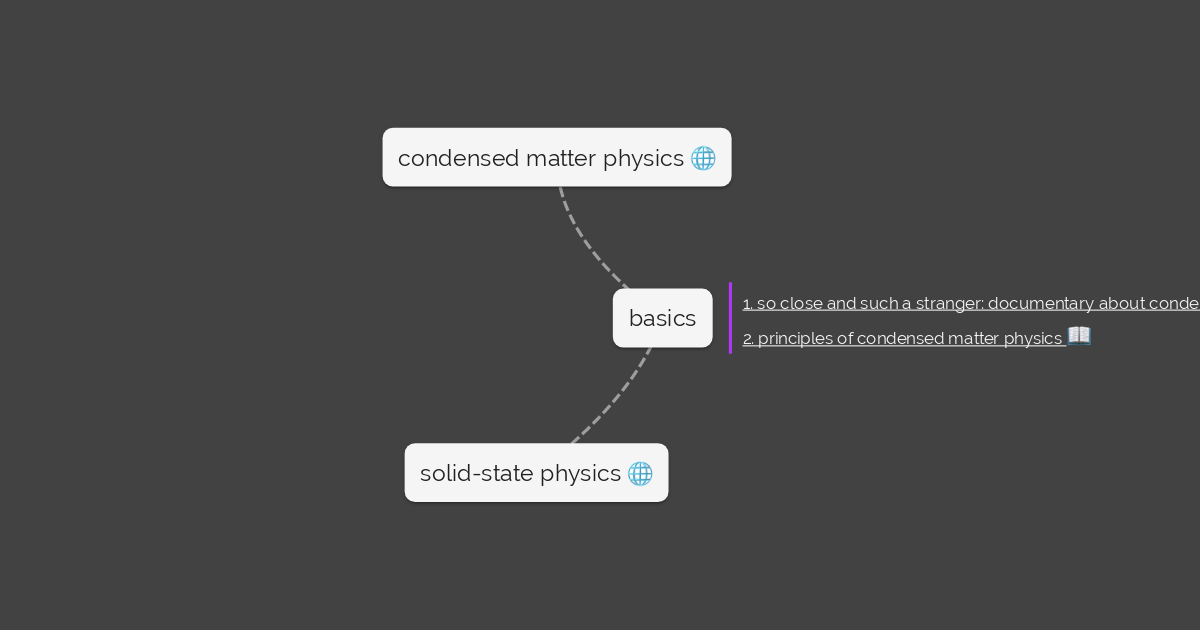 condensed matter physics 🌐
basics
1. so close and such a stranger: documentary about conde
2. principles of condensed matter physics 📖
solid-state physics 🌐